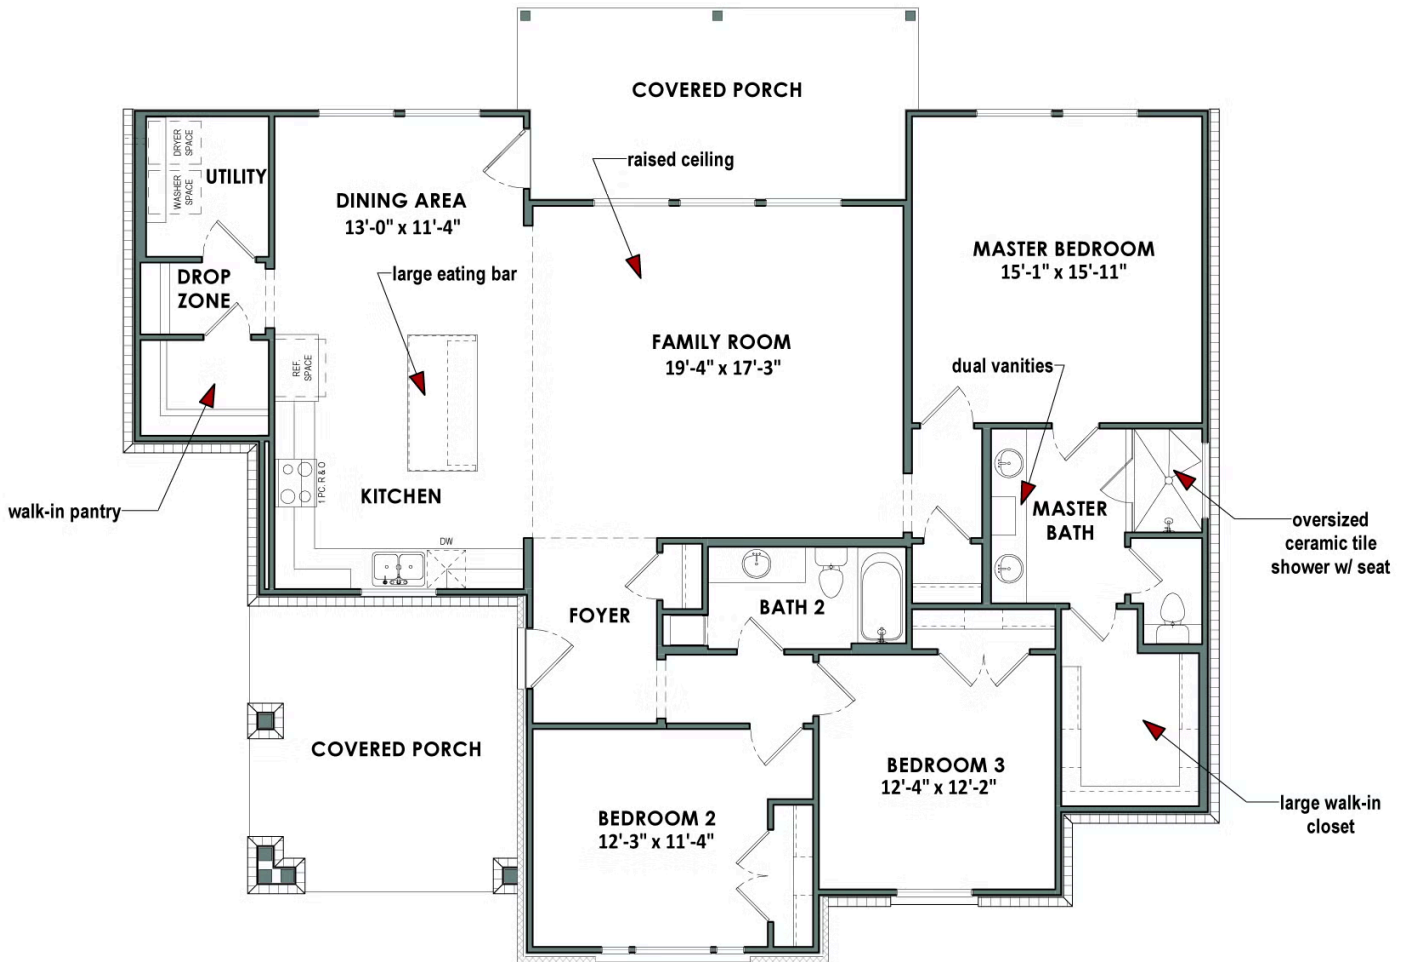 COVERED PORCH
raised ceiling
DRYER
SPACE
UTILITY
WASHER
SPACE
DINING AREA
13'-0" x 11'-4"
MASTER BEDROOM
15'-1" x 15'-11"
DROP
ZONE
large eating bar
FAMILY ROOM
19'-4" x 17'-3"
REF.
SPACE
dual vanities
1 PC. R & O
KITCHEN
walk-in pantry
MASTER
BATH
oversized
ceramic tile
shower w/ seat
DW
FOYER
BATH 2
COVERED PORCH
BEDROOM 3
12'-4" x 12'-2"
BEDROOM 2
12'-3" x 11'-4"
large walk-in
closet